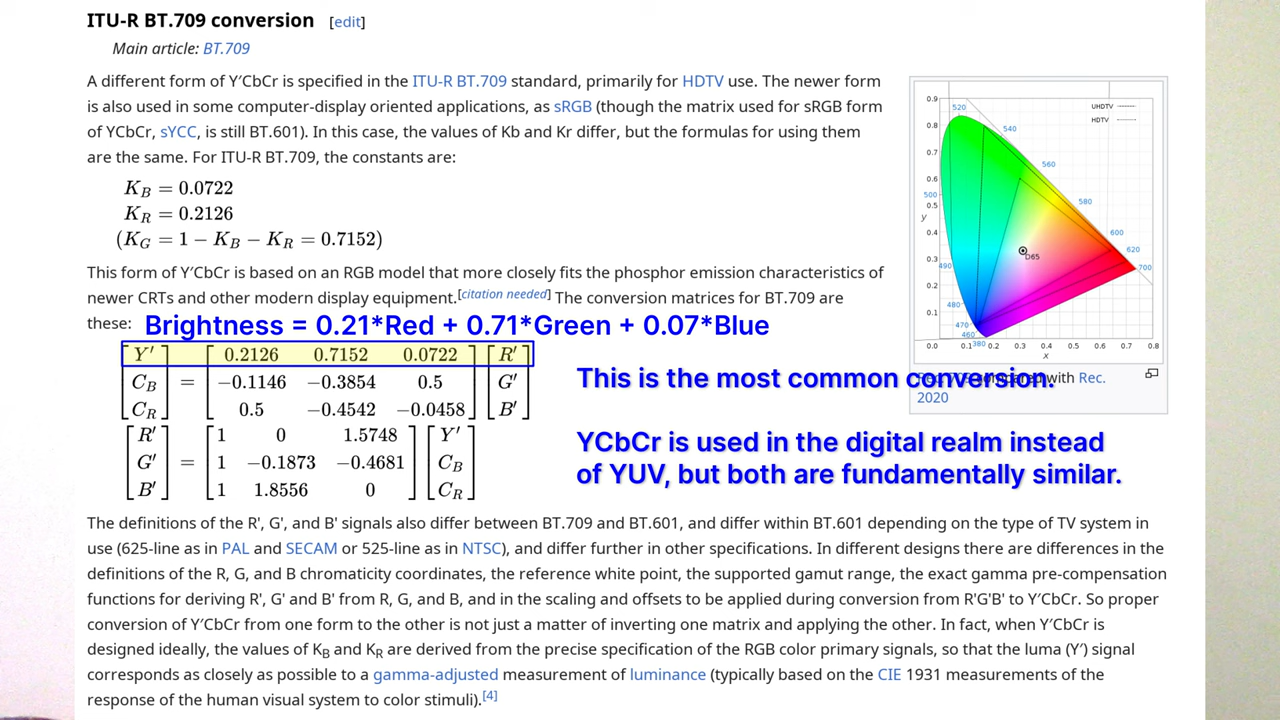 ITU-R BT.709 conversion [edit]
Main article: BT.709
A different form of Y′CbCr is specified in the ITU-R BT.709 standard, primarily for HDTV use. The newer form
is also used in some computer-display oriented applications, as sRGB (though the matrix used for sRGB form
of YCbCr, sYCC, is still BT.601). In this case, the values of Kb and Kr differ, but the formulas for using them
are the same. For ITU-R BT.709, the constants are:
K_B = 0.0722
K_R = 0.2126
(K_G = 1 − K_B − K_R = 0.7152)
This form of Y′CbCr is based on an RGB model that more closely fits the phosphor emission characteristics of
newer CRTs and other modern display equipment.[citation needed] The conversion matrices for BT.709 are
these:
Brightness = 0.21*Red + 0.71*Green + 0.07*Blue
Y′ 0.2126 0.7152 0.0722 R′
C_B = −0.1146 −0.3854 0.5 G′
C_R 0.5 −0.4542 −0.0458 B′
R′ 1 0 1.5748 Y′
G′ = 1 −0.1873 −0.4681 C_B
B′ 1 1.8556 0 C_R
This is the most common conversion.
YCbCr is used in the digital realm instead
of YUV, but both are fundamentally similar.
0.9
0.8
0.7
0.6
0.5
0.4
0.3
0.2
0.1
y
0.0 0.1 0.2 0.3 0.4 0.5 0.6 0.7 0.8
x
UHDTV
HDTV
520
540
560
580
600
620
700
500
490
480
470
460
380
D65
with Rec.
2020
The definitions of the R', G', and B' signals also differ between BT.709 and BT.601, and differ within BT.601 depending on the type of TV system in
use (625-line as in PAL and SECAM or 525-line as in NTSC), and differ further in other specifications. In different designs there are differences in the
definitions of the R, G, and B chromaticity coordinates, the reference white point, the supported gamut range, the exact gamma pre-compensation
functions for deriving R', G' and B' from R, G, and B, and in the scaling and offsets to be applied during conversion from R'G'B' to Y′CbCr. So proper
conversion of Y′CbCr from one form to the other is not just a matter of inverting one matrix and applying the other. In fact, when Y′CbCr is
designed ideally, the values of K_B and K_R are derived from the precise specification of the RGB color primary signals, so that the luma (Y′) signal
corresponds as closely as possible to a gamma-adjusted measurement of luminance (typically based on the CIE 1931 measurements of the
response of the human visual system to color stimuli).[4]